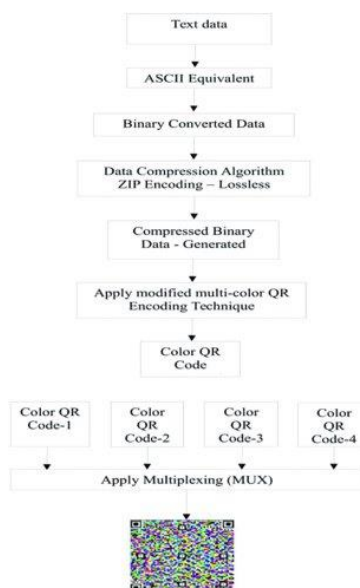 Text data
ASCII Equivalent
Binary Converted Data
Data Compression Algorithm
ZIP Encoding – Lossless
Compressed Binary
Data - Generated
Apply modified multi-color QR
Encoding Technique
Color QR
Code
Color QR
Code-1
Color
QR
Code-2
Color
QR
Code-3
Color
QR
Code-4
Apply Multiplexing (MUX)